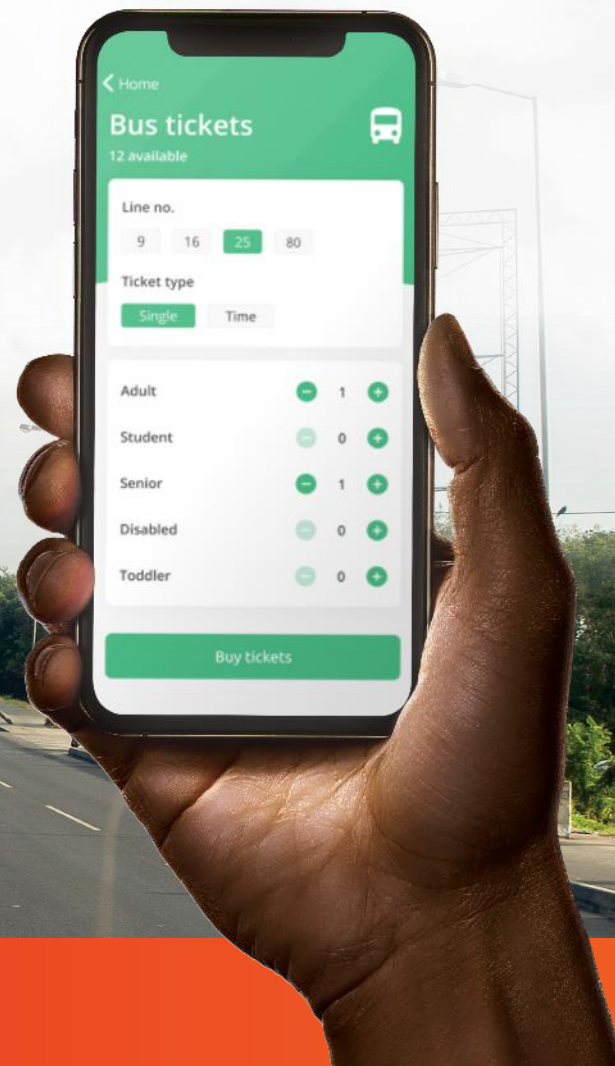 Home
Bus tickets
12 available
Line no.
9 16 25 80
Ticket type
Single Time
Adult 1
Student 0
Senior 1
Disabled 0
Toddler 0
Buy tickets